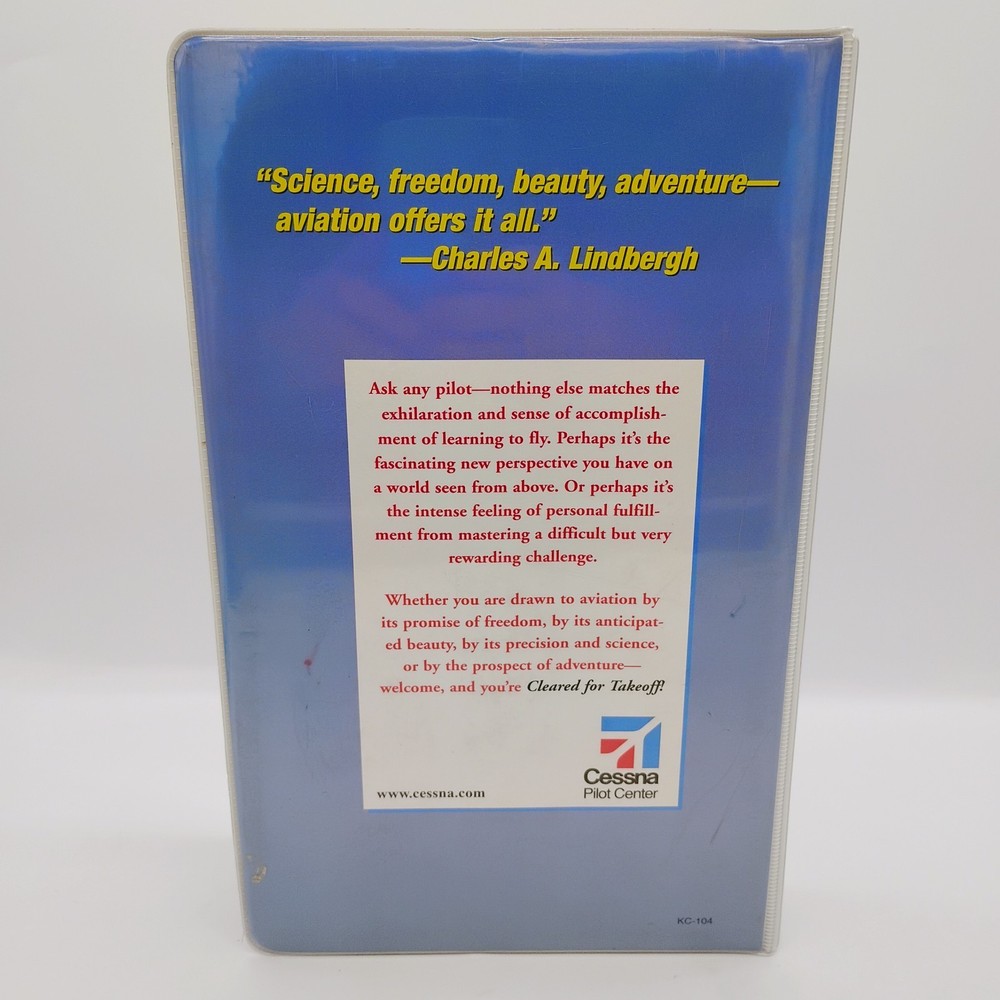 “Science, freedom, beauty, adventure—
aviation offers it all.”
—Charles A. Lindbergh
Ask any pilot—nothing else matches the
exhilaration and sense of accomplish-
ment of learning to fly. Perhaps it’s the
fascinating new perspective you have on
a world seen from above. Or perhaps it’s
the intense feeling of personal fulfill-
ment from mastering a difficult but very
rewarding challenge.
Whether you are drawn to aviation by
its promise of freedom, by its anticipat-
ed beauty, by its precision and science,
or by the prospect of adventure—
welcome, and you’re Cleared for Takeoff!
www.cessna.com
Cessna
Pilot Center
KC-104